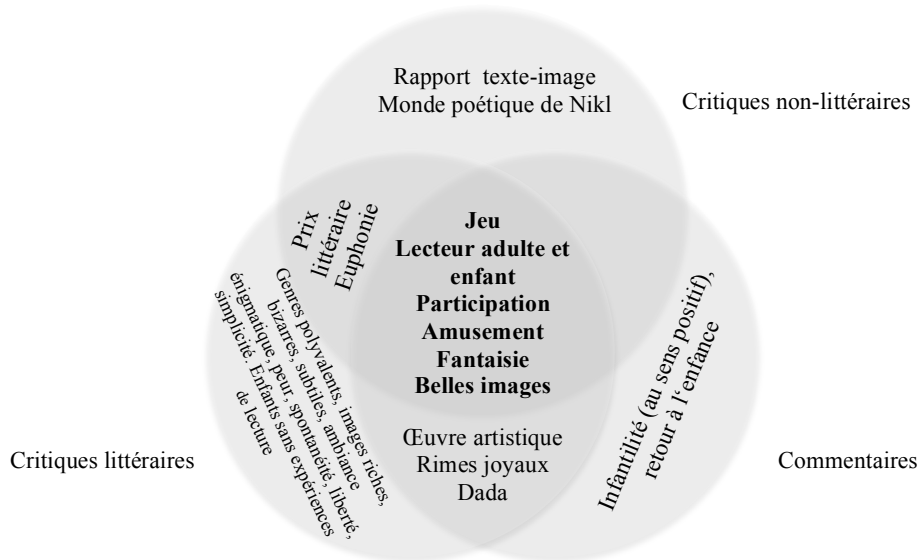 Rapport texte-image
Monde poétique de Nikl
Critiques non-littéraires
Prix
littéraire
Euphonie
Jeu
Lecteur adulte et
enfant
Participation
Amusement
Fantaisie
Belles images
Genres polyvalents, images riches,
bizarres, subtiles, ambiance
énigmatique, peur, spontanéité, liberté,
simplicité. Enfants sans expériences
de lecture
Infantilité (au sens positif),
retour à l‘enfance
Œuvre artistique
Rimes joyaux
Dada
Critiques littéraires
Commentaires